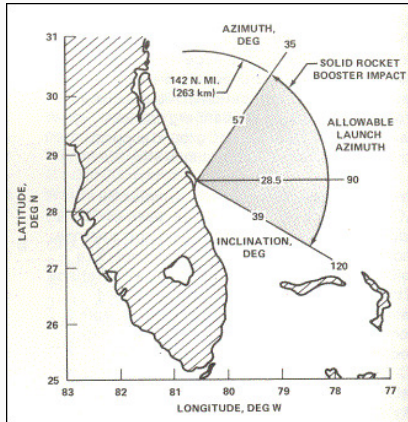 AZIMUTH,
DEG
35
SOLID ROCKET
BOOSTER IMPACT
142 N. MI.
(263 km)
57
ALLOWABLE
LAUNCH
AZIMUTH
28.5
90
39
INCLINATION,
DEG
120
LATITUDE,
DEG N
31
30
29
28
27
26
25
83
82
81
80
79
78
77
LONGITUDE, DEG W